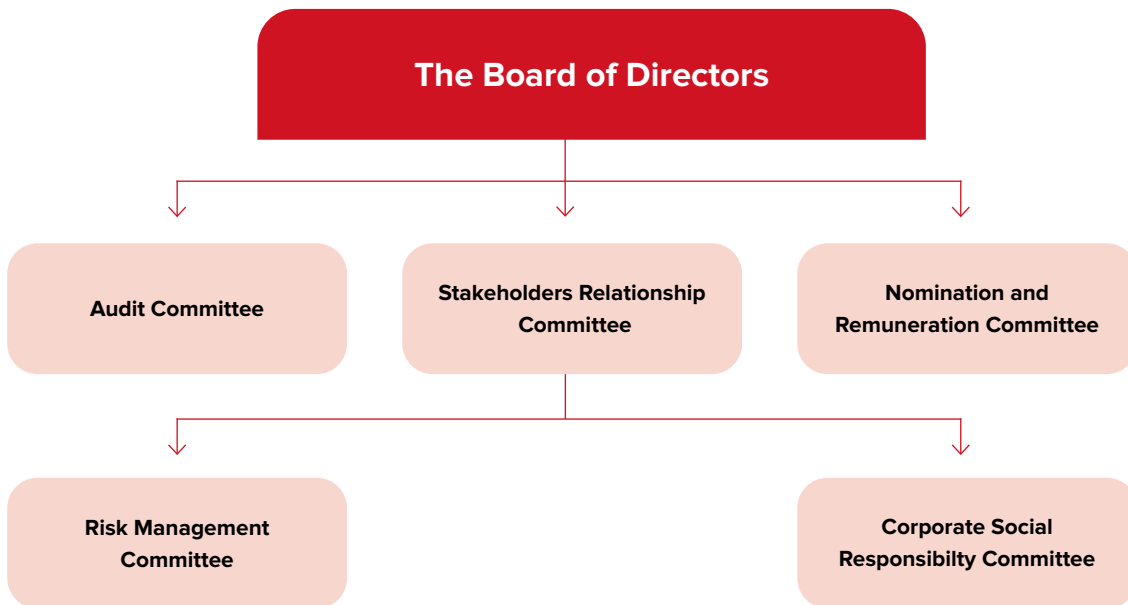 The Board of Directors
Audit Committee
Stakeholders Relationship
Committee
Nomination and
Remuneration Committee
Risk Management
Committee
Corporate Social
Responsibilty Committee